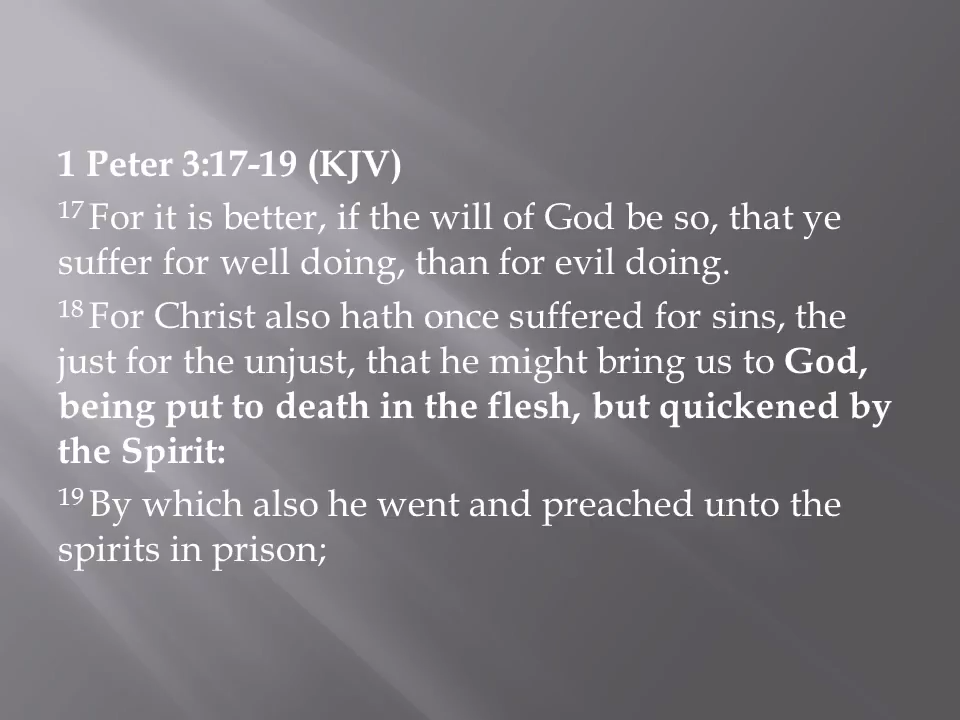 1 Peter 3:17-19 (KJV)
17 For it is better, if the will of God be so, that ye
suffer for well doing, than for evil doing.
18 For Christ also hath once suffered for sins, the
just for the unjust, that he might bring us to God,
being put to death in the flesh, but quickened by
the Spirit:
19 By which also he went and preached unto the
spirits in prison;